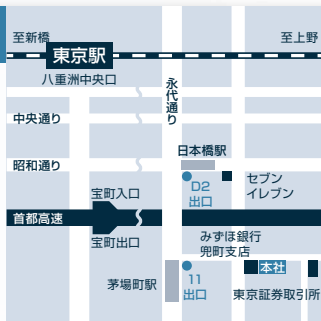 至新橋
至上野
東京駅
八重洲中央口
永代通り
中央通り
日本橋駅
昭和通り
D2
出口
セブン
イレブン
宝町入口
首都高速
宝町出口
みずほ銀行
兜町支店
本社
11
出口
茅場町駅
東京証券取引所